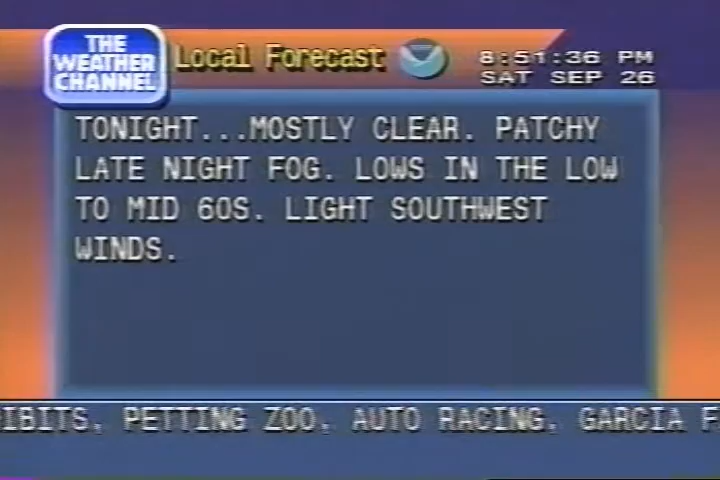 THE
WEATHER
CHANNEL
Local Forecast
8:51:36 PM
SAT SEP 26
TONIGHT...MOSTLY CLEAR. PATCHY
LATE NIGHT FOG. LOWS IN THE LOW
TO MID 60S. LIGHT SOUTHWEST
WINDS.
IBITS, PETTING ZOO, AUTO RACING, GARCIA F